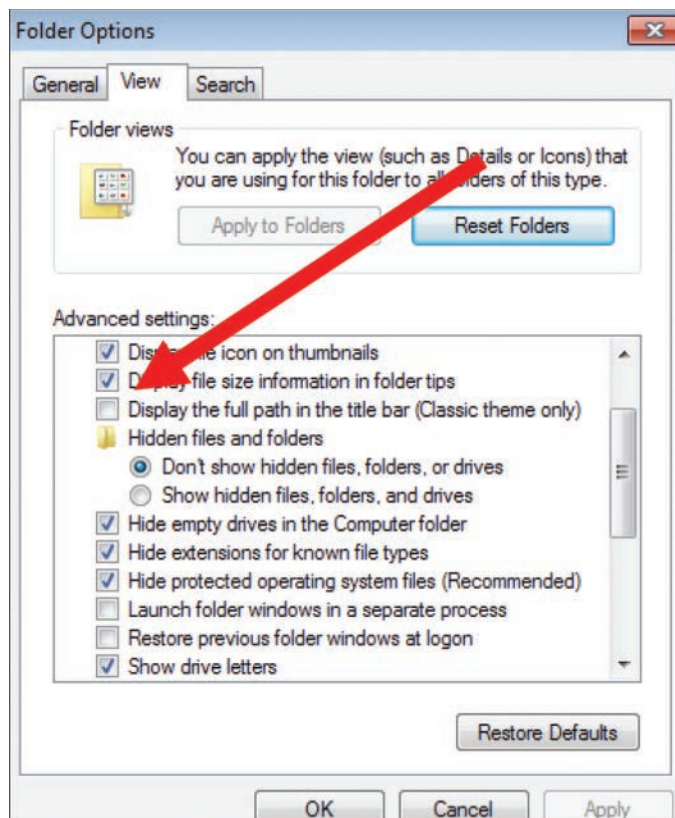 Folder Options
General View Search
Folder views
You can apply the view (such as Details or Icons) that
you are using for this folder to all folders of this type.
Apply to Folders Reset Folders
Advanced settings:
Display file icon on thumbnails
Display file size information in folder tips
Display the full path in the title bar (Classic theme only)
Hidden files and folders
Don't show hidden files, folders, or drives
Show hidden files, folders, and drives
Hide empty drives in the Computer folder
Hide extensions for known file types
Hide protected operating system files (Recommended)
Launch folder windows in a separate process
Restore previous folder windows at logon
Show drive letters
Restore Defaults
OK Cancel Apply